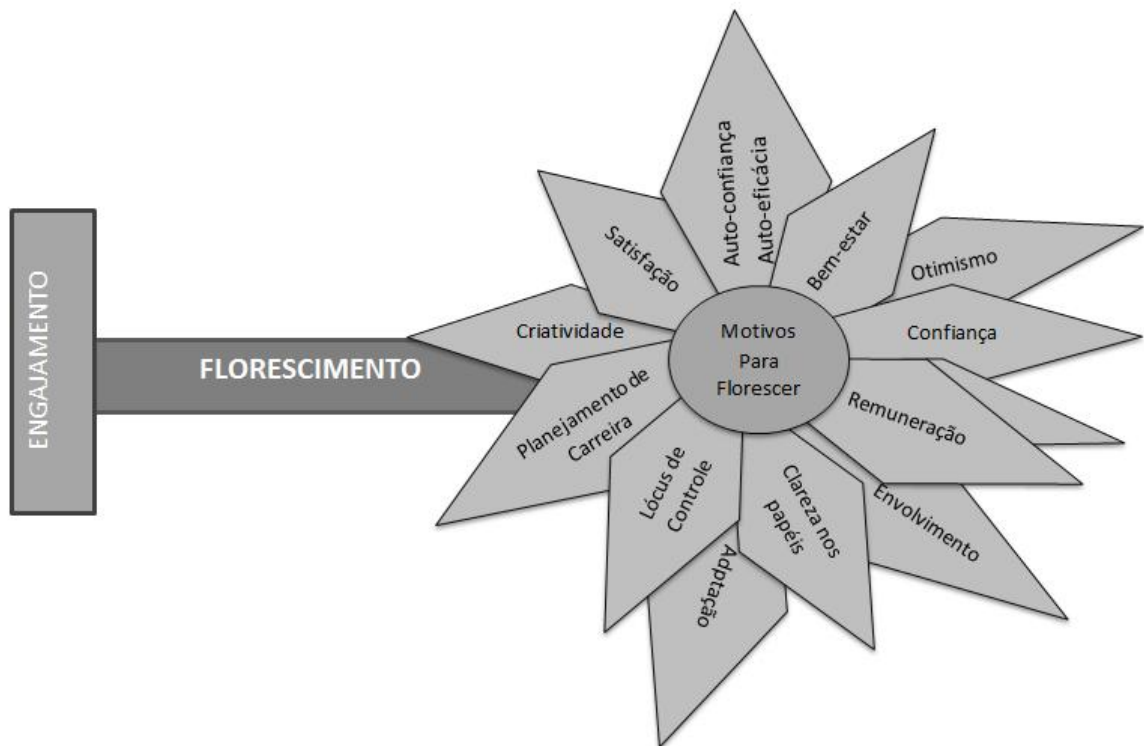 ENGAJAMENTO
FLORESCIMENTO
Motivos
Para
Florescer
Auto-confiança
Auto-eficácia
Bem-estar
Otimismo
Confiança
Remuneração
Envolvimento
Clareza nos
papéis
Adptação
Lócus de
Controle
Planejamento de
Carreira
Criatividade
Satisfação